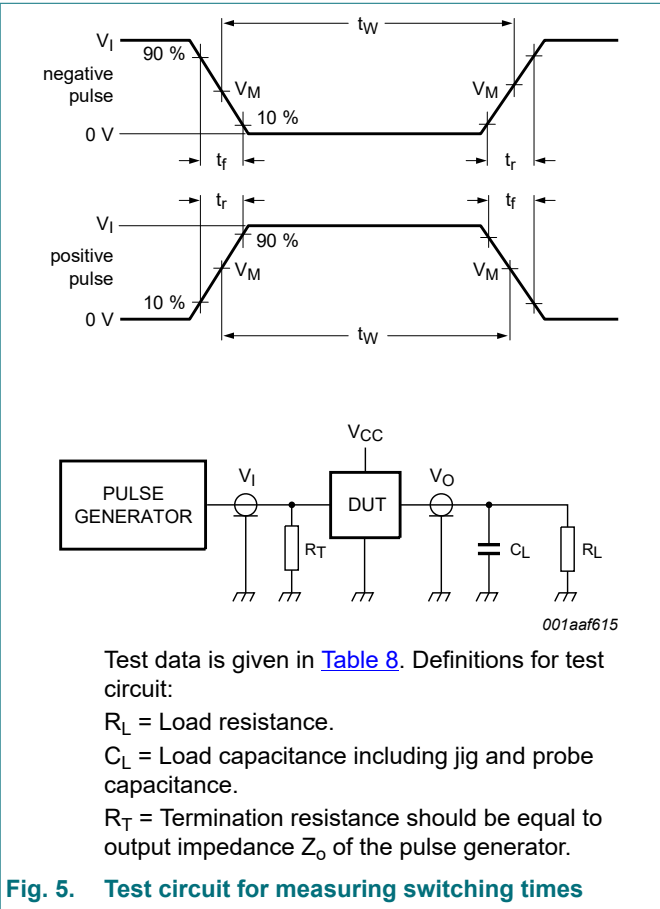 tW
VI
90 %
negative
pulse
VM
VM
10 %
0 V
tf
tr
tr
tf
VI
90 %
positive
pulse
VM
VM
10 %
0 V
tW
VCC
VI
VO
PULSE
GENERATOR
DUT
RT
CL
RL
001aaf615
Test data is given in Table 8. Definitions for test
circuit:
RL = Load resistance.
CL = Load capacitance including jig and probe
capacitance.
RT = Termination resistance should be equal to
output impedance Zo of the pulse generator.
Fig. 5. Test circuit for measuring switching times